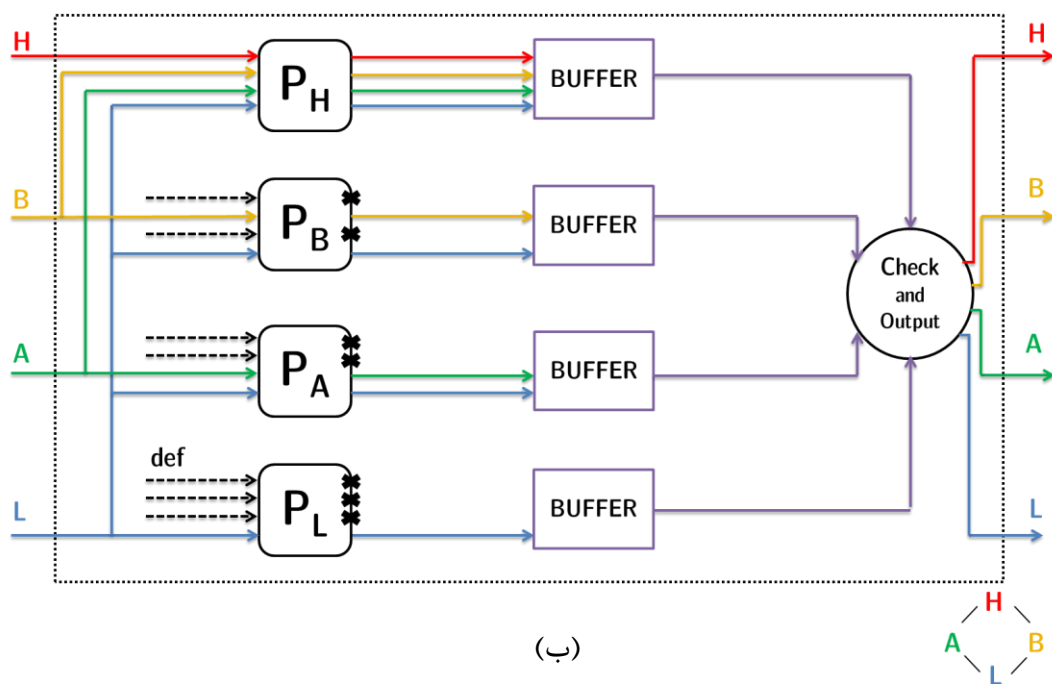 H
H
P_H
BUFFER
B
B
P_B
BUFFER
Check
and
Output
A
A
P_A
BUFFER
def
L
L
P_L
BUFFER
H
A
B
L
(ب)